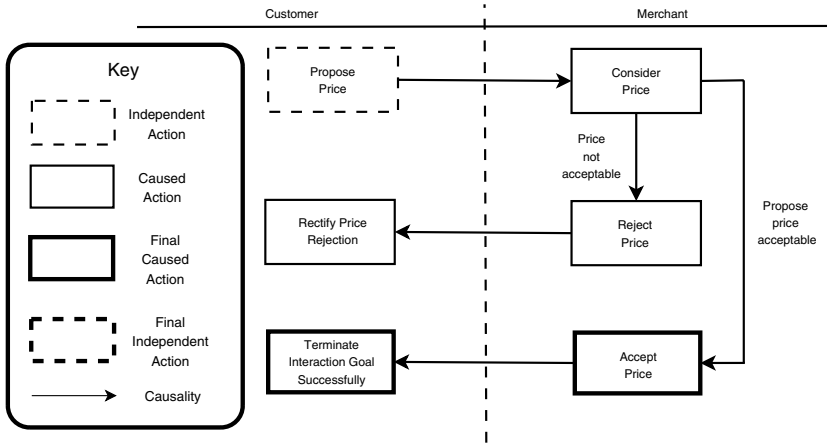 Customer
Merchant
Key
Independent
Action
Caused
Action
Final
Caused
Action
Final
Independent
Action
Causality
Propose
Price
Consider
Price
Price
not
acceptable
Propose
price
acceptable
Rectify Price
Rejection
Reject
Price
Terminate
Interaction Goal
Successfully
Accept
Price